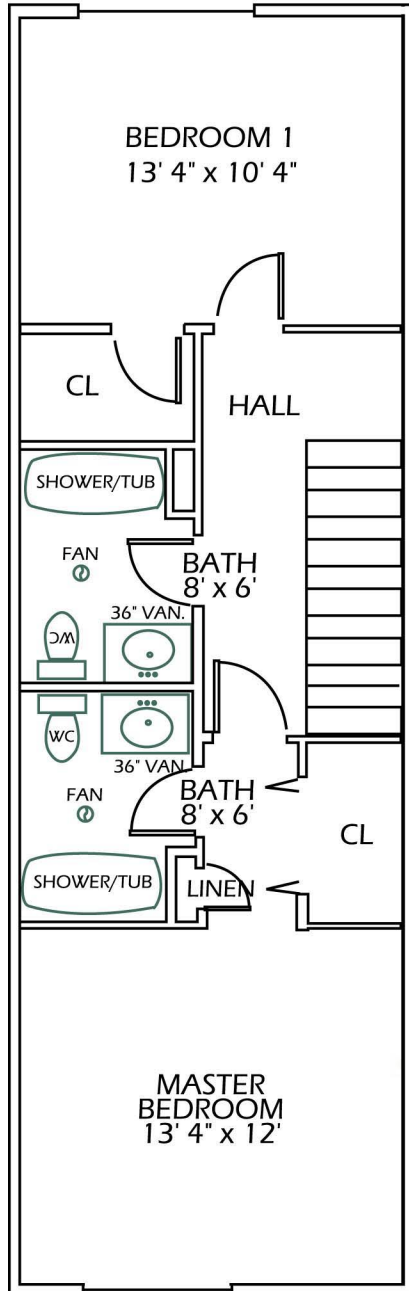 BEDROOM 1
13' 4" x 10' 4"
CL
HALL
SHOWER/TUB
FAN
BATH
8' x 6'
36" VAN.
WC
WC
36" VAN.
FAN
BATH
8' x 6'
CL
SHOWER/TUB
LINEN
MASTER
BEDROOM
13' 4" x 12'